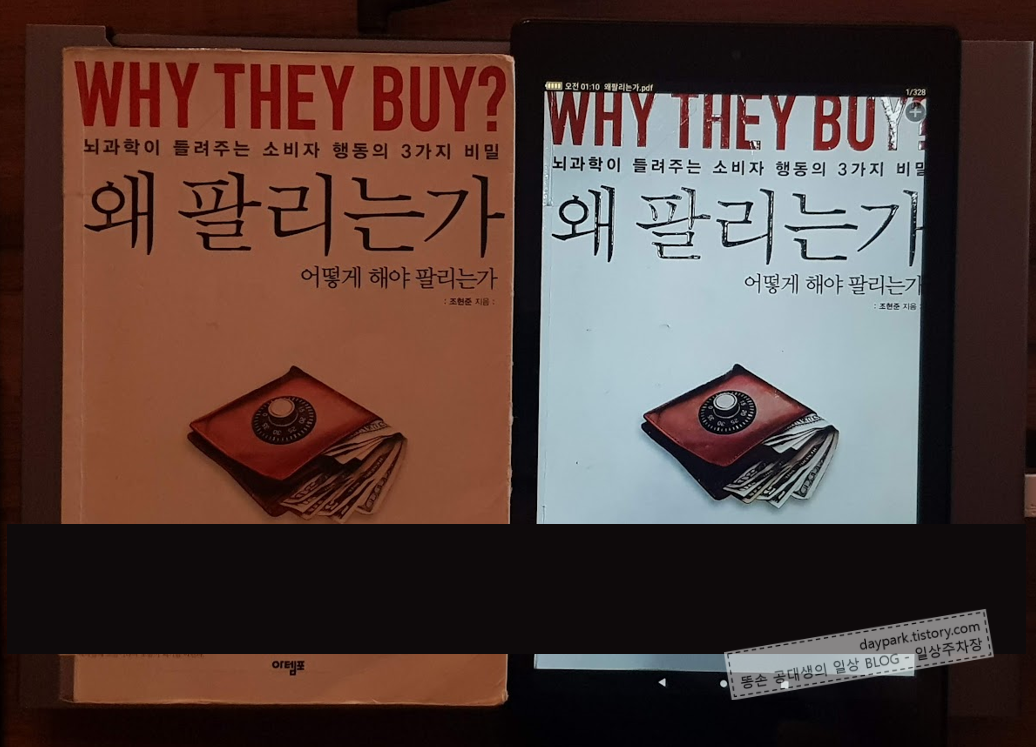 WHY THEY BUY?
뇌과학이 들려주는 소비자 행동의 3가지 비밀
왜 팔리는가
어떻게 해야 팔리는가
: 조현준 지음 :
아템포
오전 01:10 왜팔리는가.pdf
1/328
WHY THEY BUY?
뇌과학이 들려주는 소비자 행동의 3가지 비밀
왜 팔리는가
어떻게 해야 팔리는가
: 조현준 지음 :
daypark.tistory.com
똥손 공대생의 일상 BLOG - 일상주차장